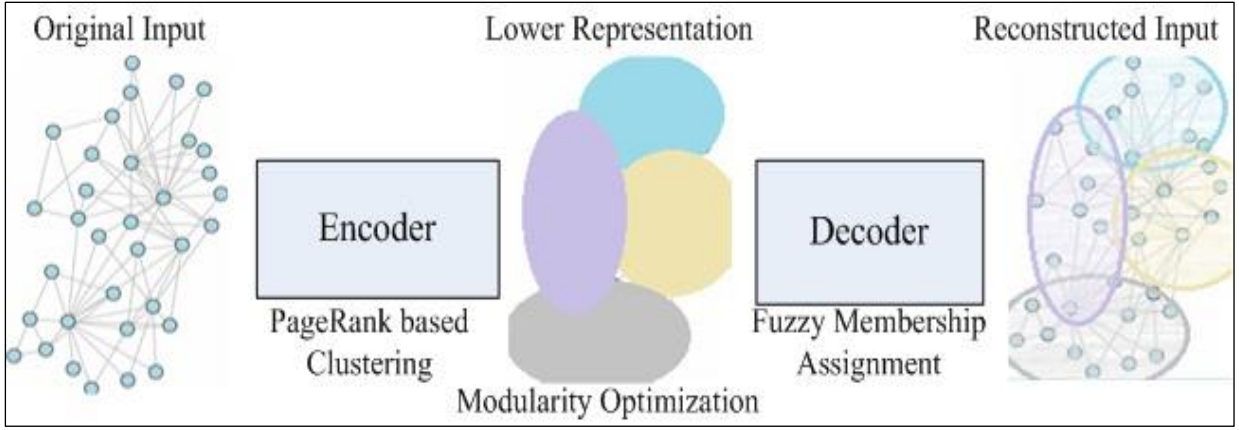 Original Input
Lower Representation
Reconstructed Input
Encoder
Decoder
PageRank based
Clustering
Fuzzy Membership
Assignment
Modularity Optimization